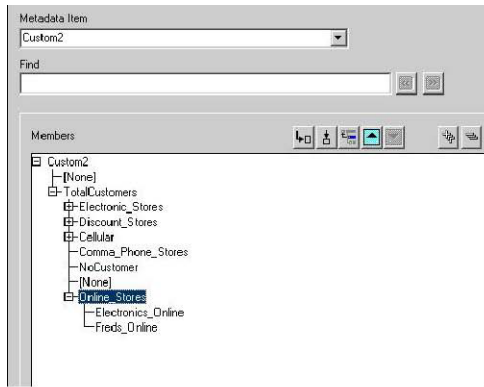 Metadata Item
Custom2
Find
Members
Custom2
[None]
TotalCustomers
Electronic_Stores
Discount_Stores
Cellular
Comma_Phone_Stores
NoCustomer
[None]
Online_Stores
Electronics_Online
Freds_Online